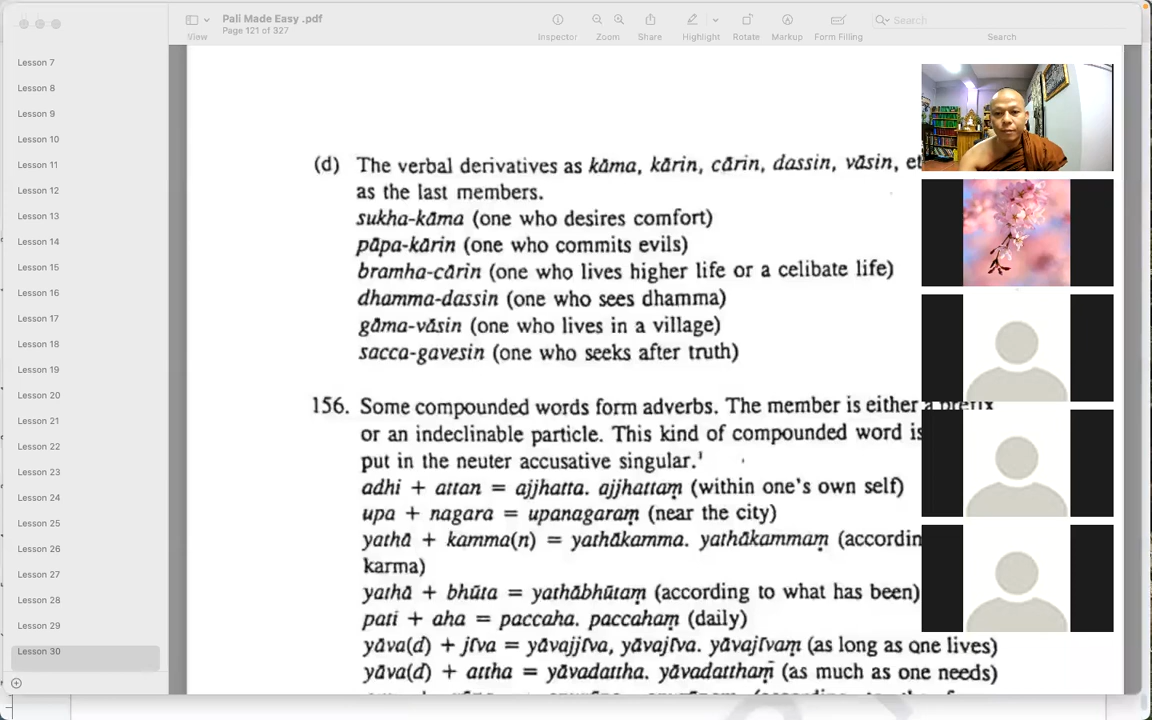 Pali Made Easy .pdf
Page 121 of 327
View
Inspector
Zoom
Share
Highlight
Rotate
Markup
Form Filling
Search
Search
Lesson 7
Lesson 8
Lesson 9
Lesson 10
Lesson 11
Lesson 12
Lesson 13
Lesson 14
Lesson 15
Lesson 16
Lesson 17
Lesson 18
Lesson 19
Lesson 20
Lesson 21
Lesson 22
Lesson 23
Lesson 24
Lesson 25
Lesson 26
Lesson 27
Lesson 28
Lesson 29
Lesson 30
(d) The verbal derivatives as kāma, kārin, cārin, dassin, vāsin, et
as the last members.
sukha-kāma (one who desires comfort)
pāpa-kārin (one who commits evils)
bramha-cārin (one who lives higher life or a celibate life)
dhamma-dassin (one who sees dhamma)
gāma-vāsin (one who lives in a village)
sacca-gavesin (one who seeks after truth)
156. Some compounded words form adverbs. The member is either a prefix
or an indeclinable particle. This kind of compounded word is
put in the neuter accusative singular.¹
adhi + attan = ajjhatta. ajjhattaṃ (within one's own self)
upa + nagara = upanagaraṃ (near the city)
yathā + kamma(n) = yathākamma. yathākammaṃ (accordin
karma)
yathā + bhūta = yathābhūtaṃ (according to what has been)
pati + aha = paccaha. paccahaṃ (daily)
yāva(d) + jīva = yāvajjīva, yāvajīva. yāvajīvaṃ (as long as one lives)
yāva(d) + attha = yāvadattha. yāvadatthaṃ (as much as one needs)